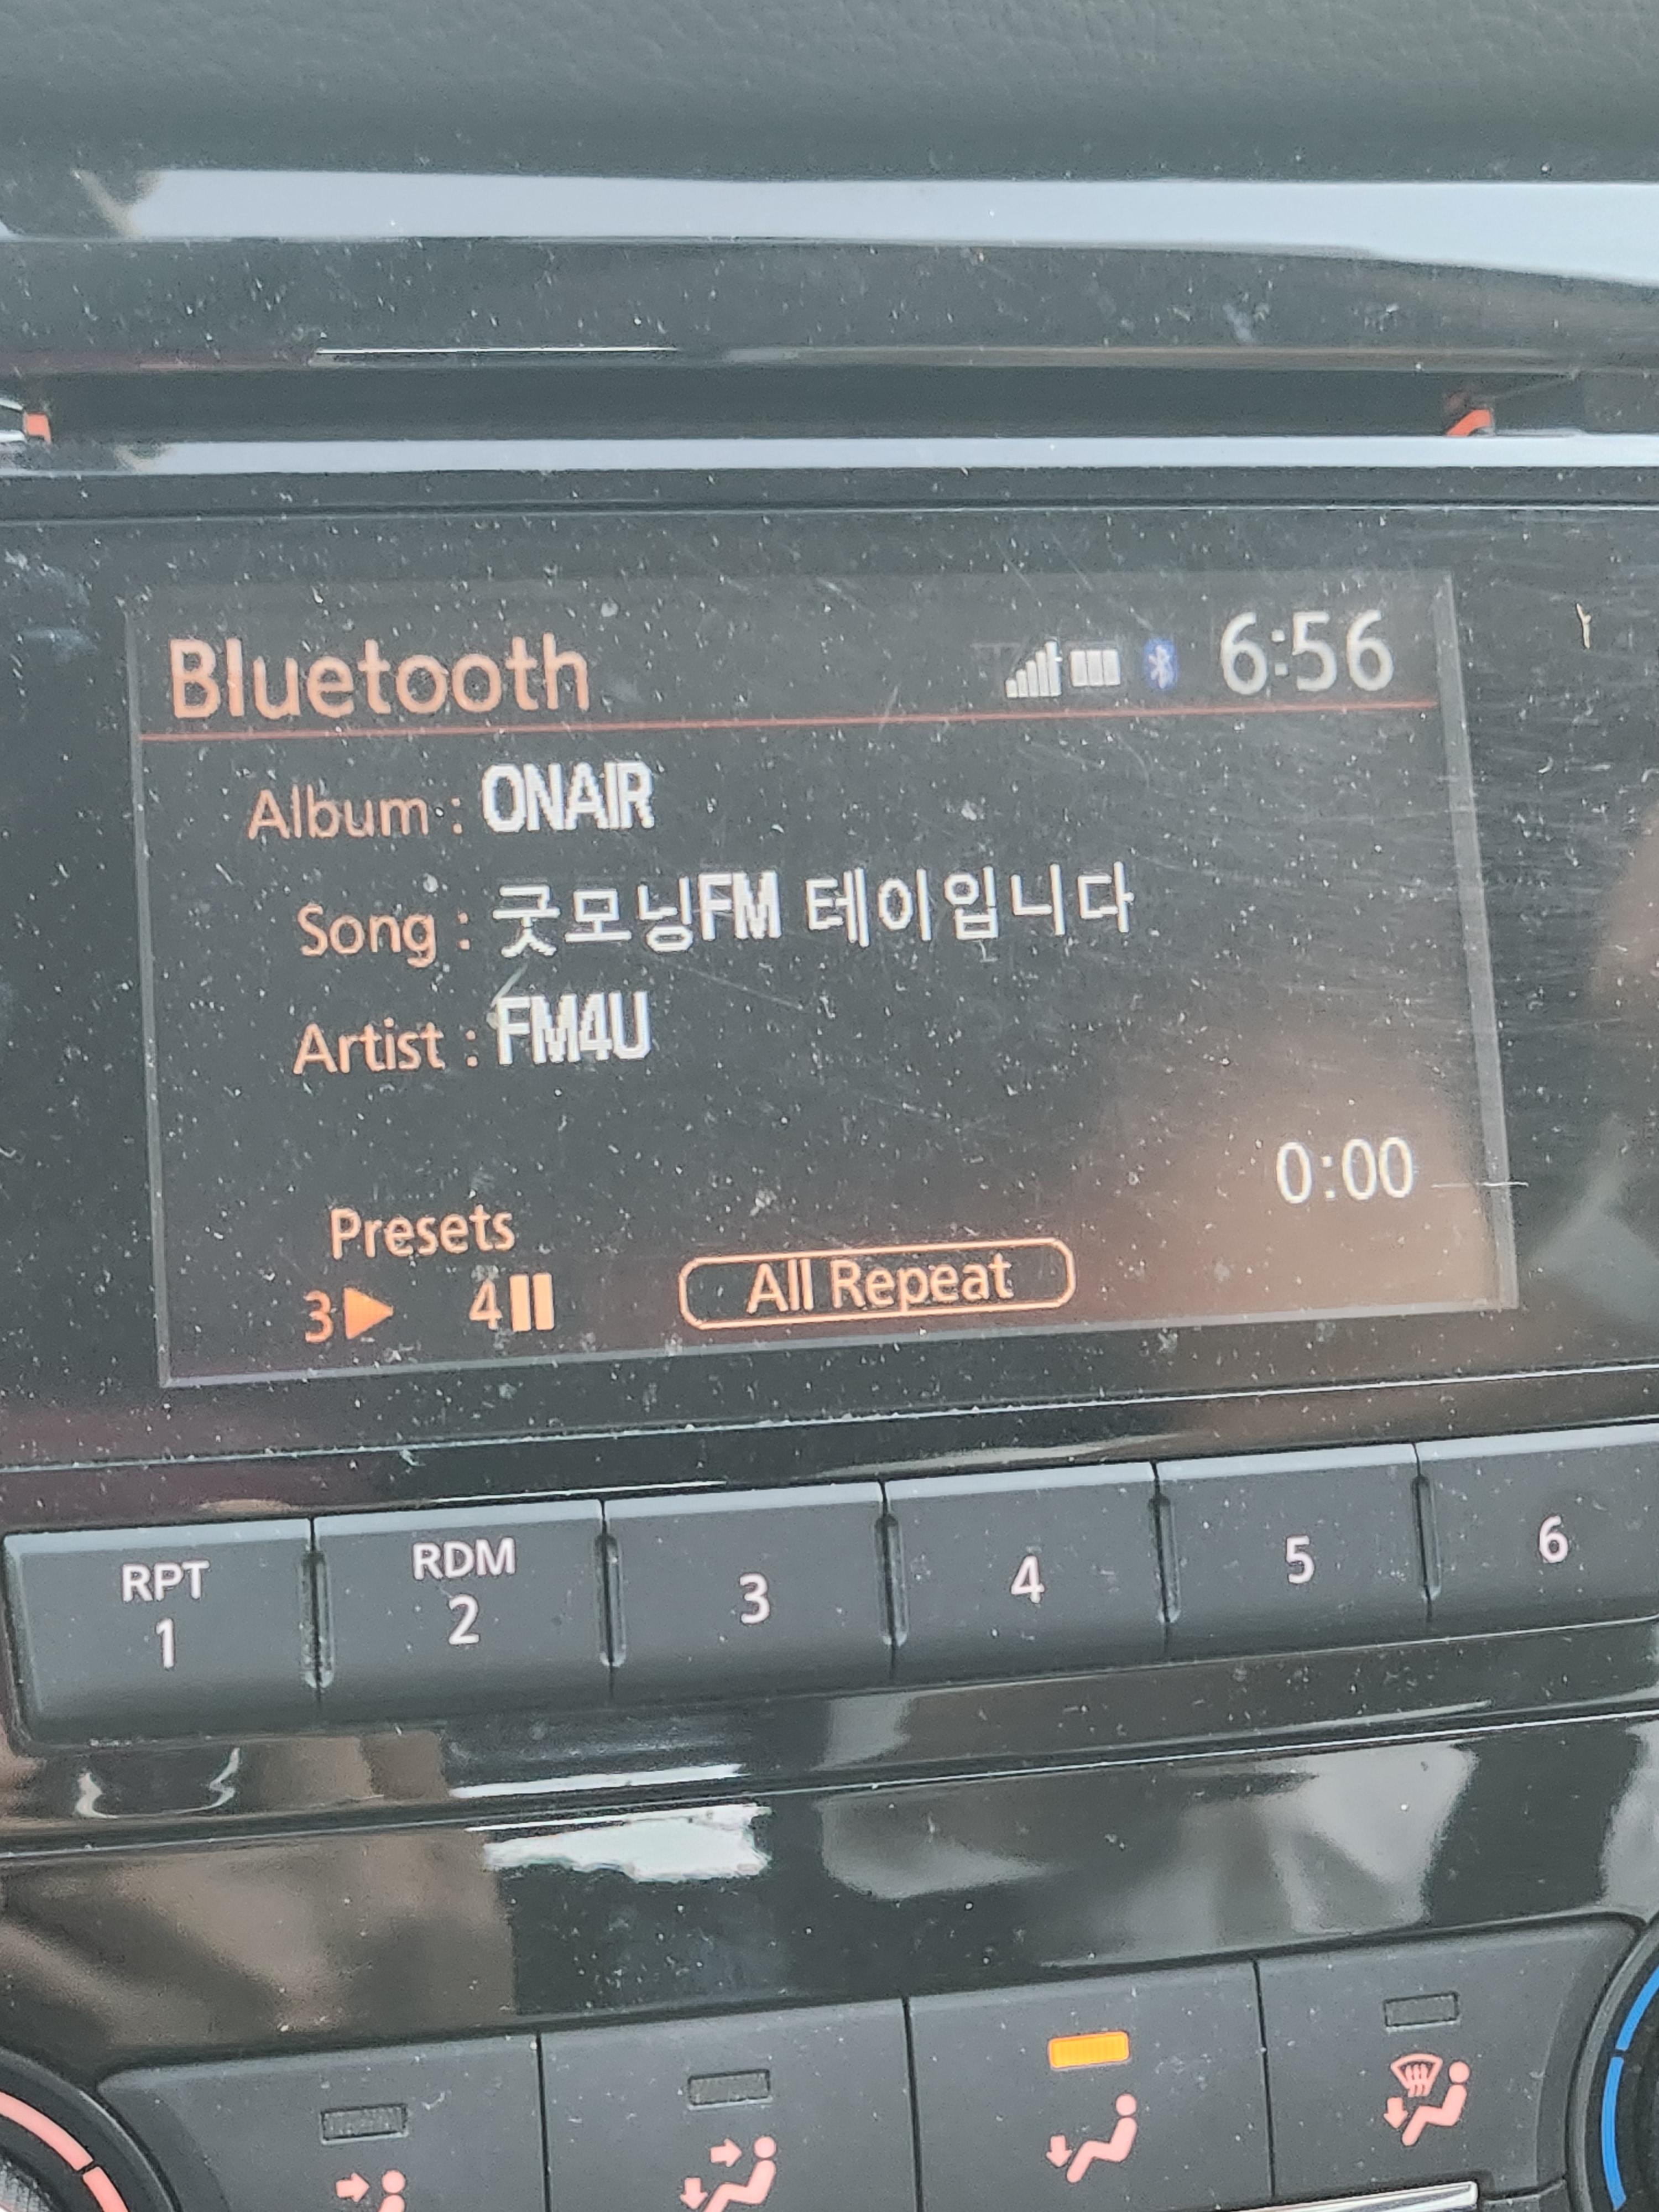 Bluetooth 6:56
Album : ONAIR
Song : 굿모닝FM 테이입니다
Artist : FM4U
0:00
Presets
3 4 All Repeat
RPT RDM
1 2 3 4 5 6